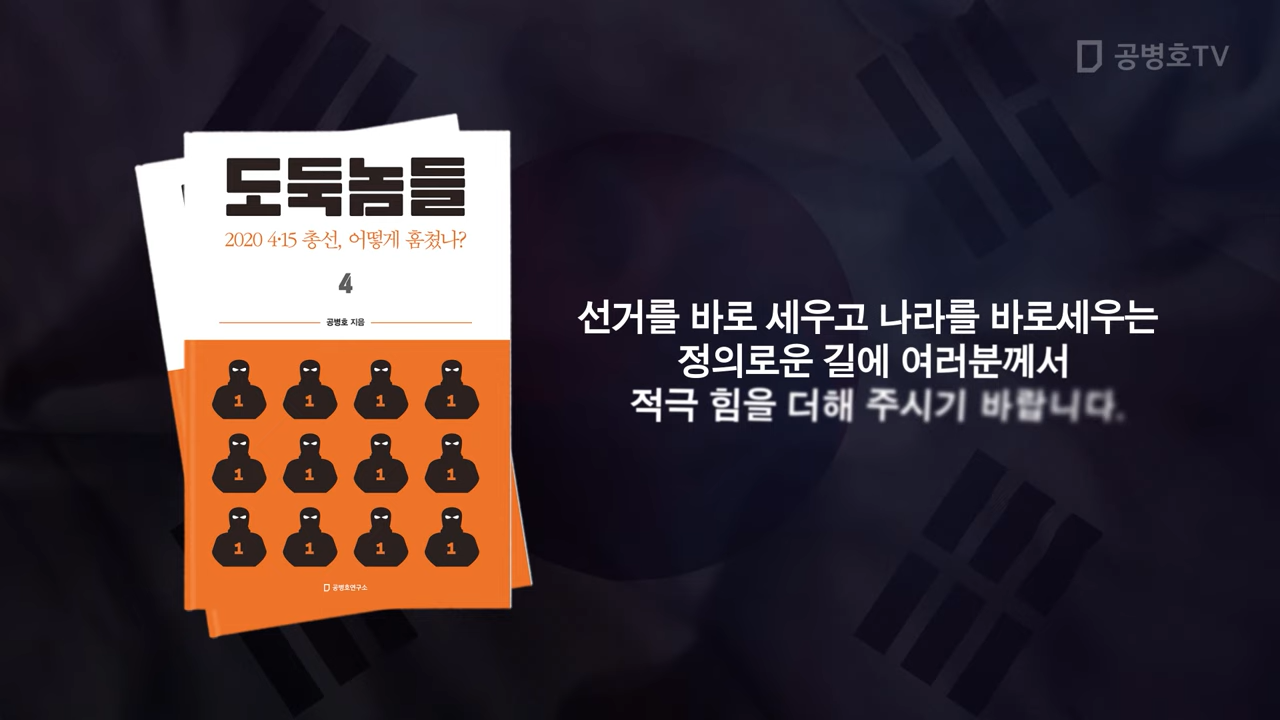 공병호TV
도둑놈들
2020 4·15 총선, 어떻게 훔쳤나?
4
공병호 지음
1 1 1 1
1 1 1 1
1 1 1 1
공병호연구소
선거를 바로 세우고 나라를 바로세우는
정의로운 길에 여러분께서
적극 힘을 더해 주시기 바랍니다.